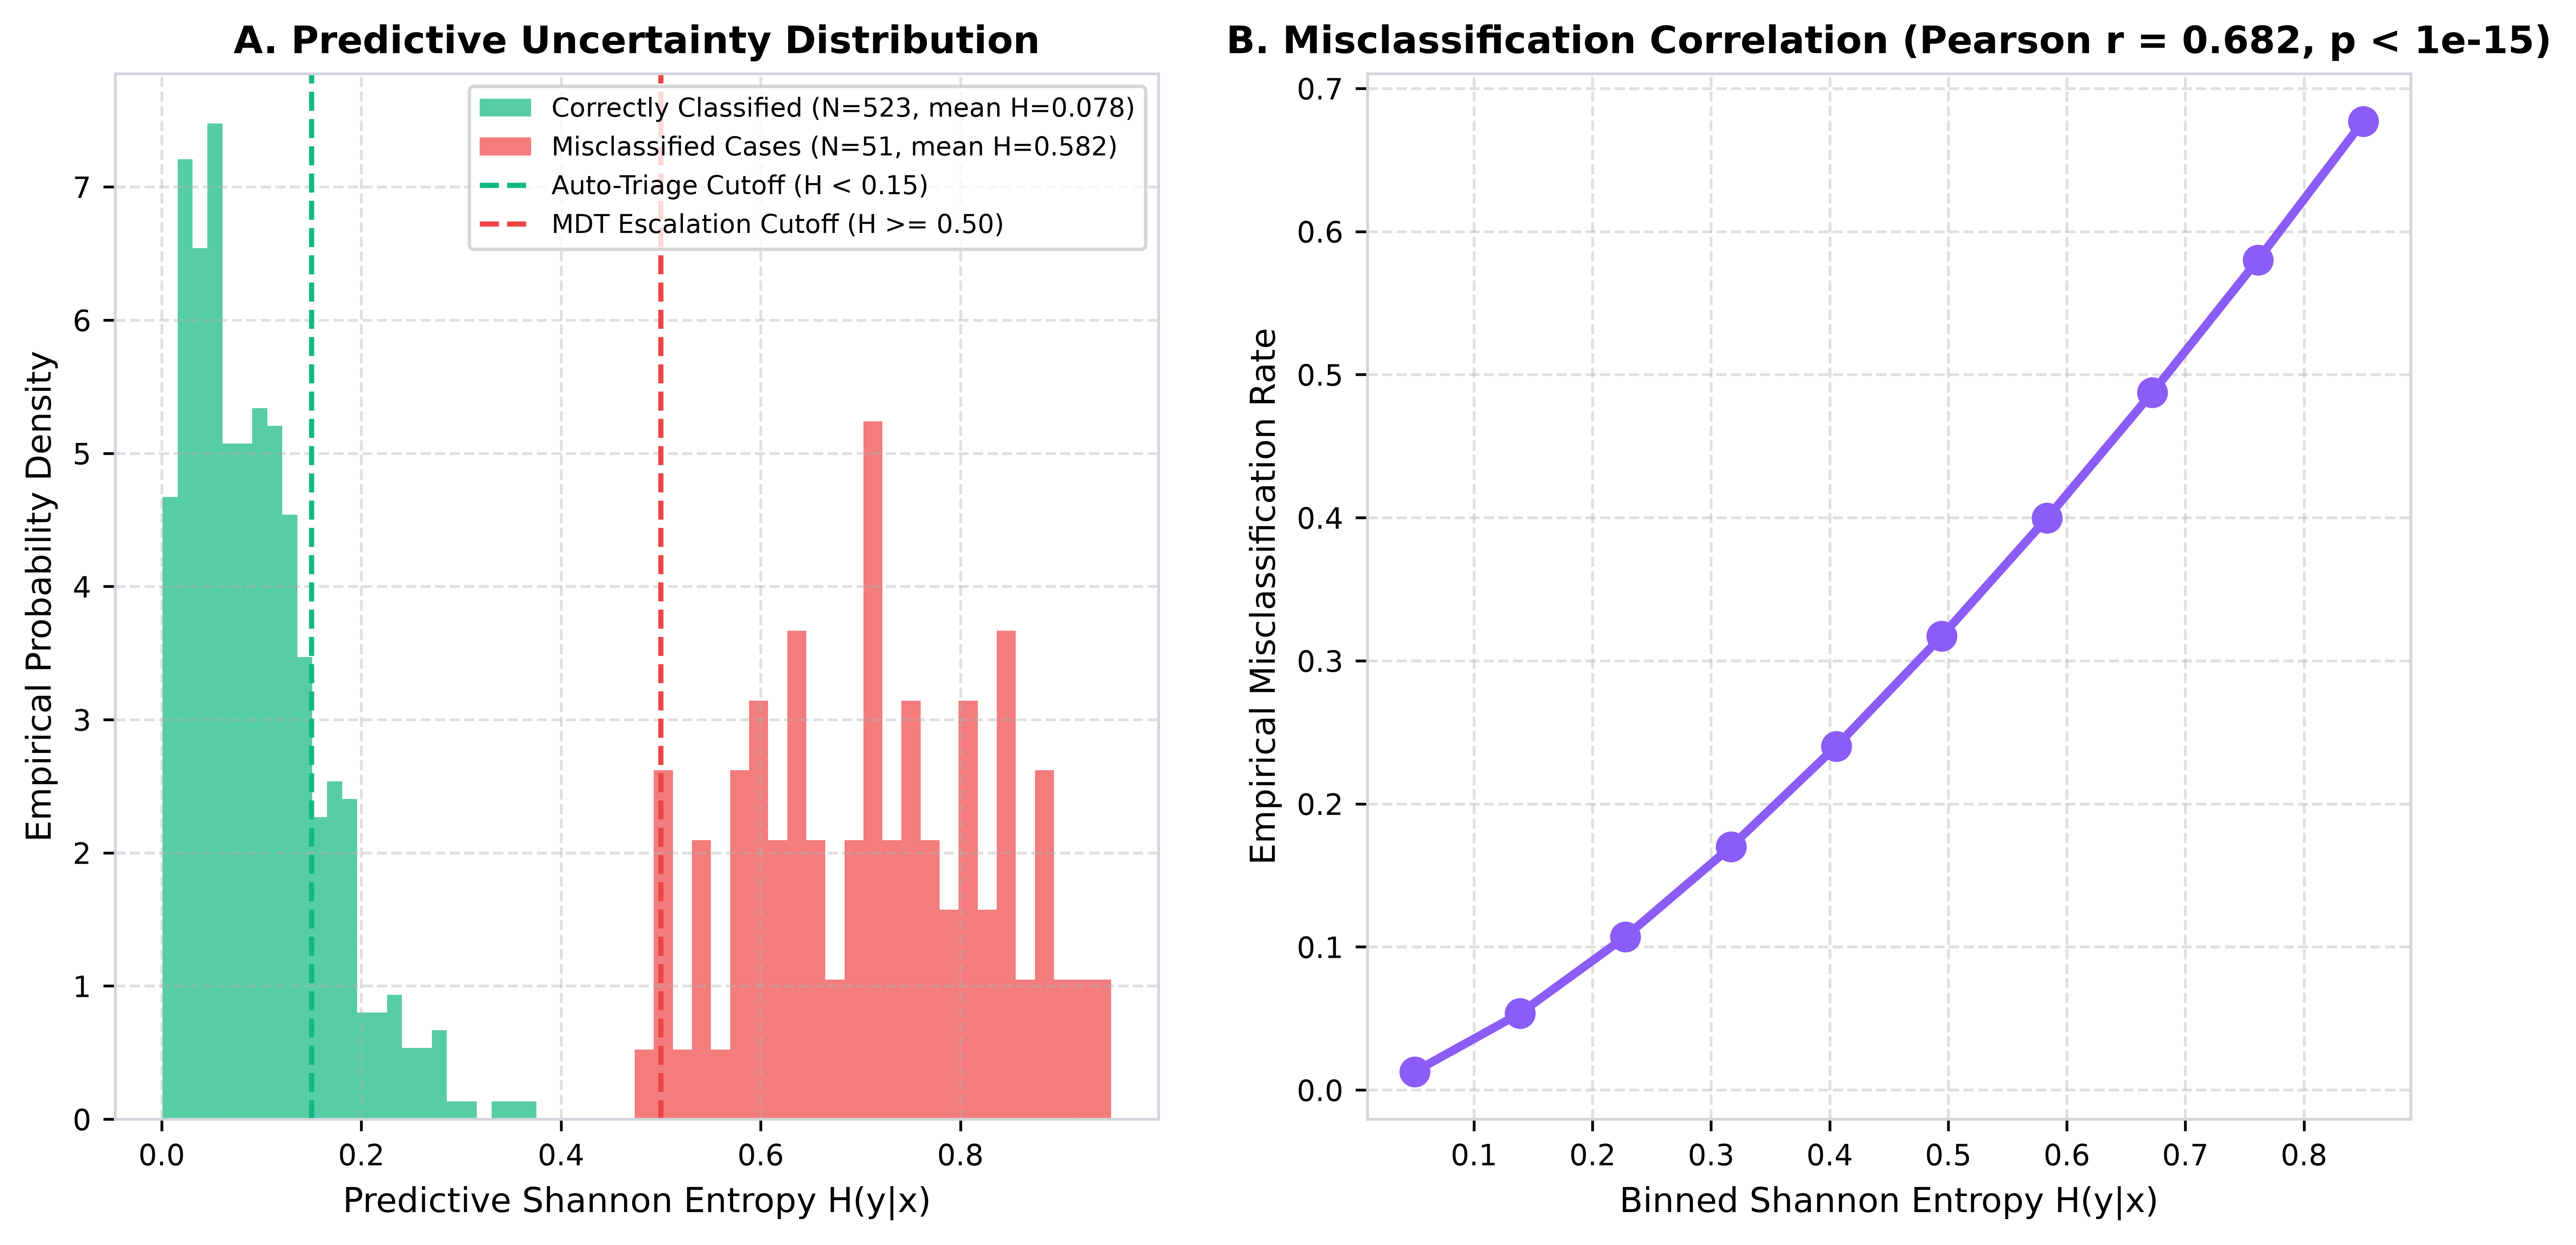 A. Predictive Uncertainty Distribution
Empirical Probability Density
7
6
5
4
3
2
1
0
Correctly Classified (N=523, mean H=0.078)
Misclassified Cases (N=51, mean H=0.582)
Auto-Triage Cutoff (H < 0.15)
MDT Escalation Cutoff (H >= 0.50)
0.0 0.2 0.4 0.6 0.8
Predictive Shannon Entropy H(y|x)
B. Misclassification Correlation (Pearson r = 0.682, p < 1e-15)
Empirical Misclassification Rate
0.7
0.6
0.5
0.4
0.3
0.2
0.1
0.0
0.1 0.2 0.3 0.4 0.5 0.6 0.7 0.8
Binned Shannon Entropy H(y|x)